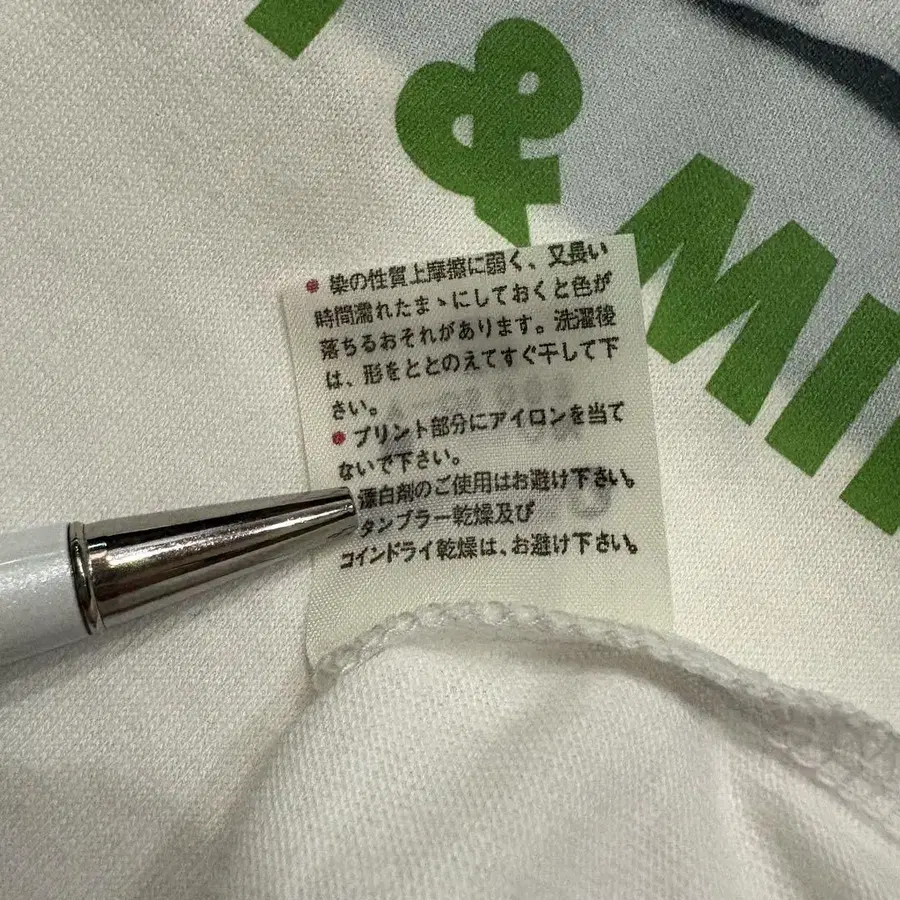 & MI
● 染の性質上摩擦に弱く、又長い
時間濡れたまゝにしておくと色が
落ちるおそれがあります。洗濯後
は、形をととのえてすぐ干して下
さい。
● プリント部分にアイロンを当て
ないで下さい。
漂白剤のご使用はお避け下さい。
タンブラー乾燥及び
コインドライ乾燥は、お避け下さい。